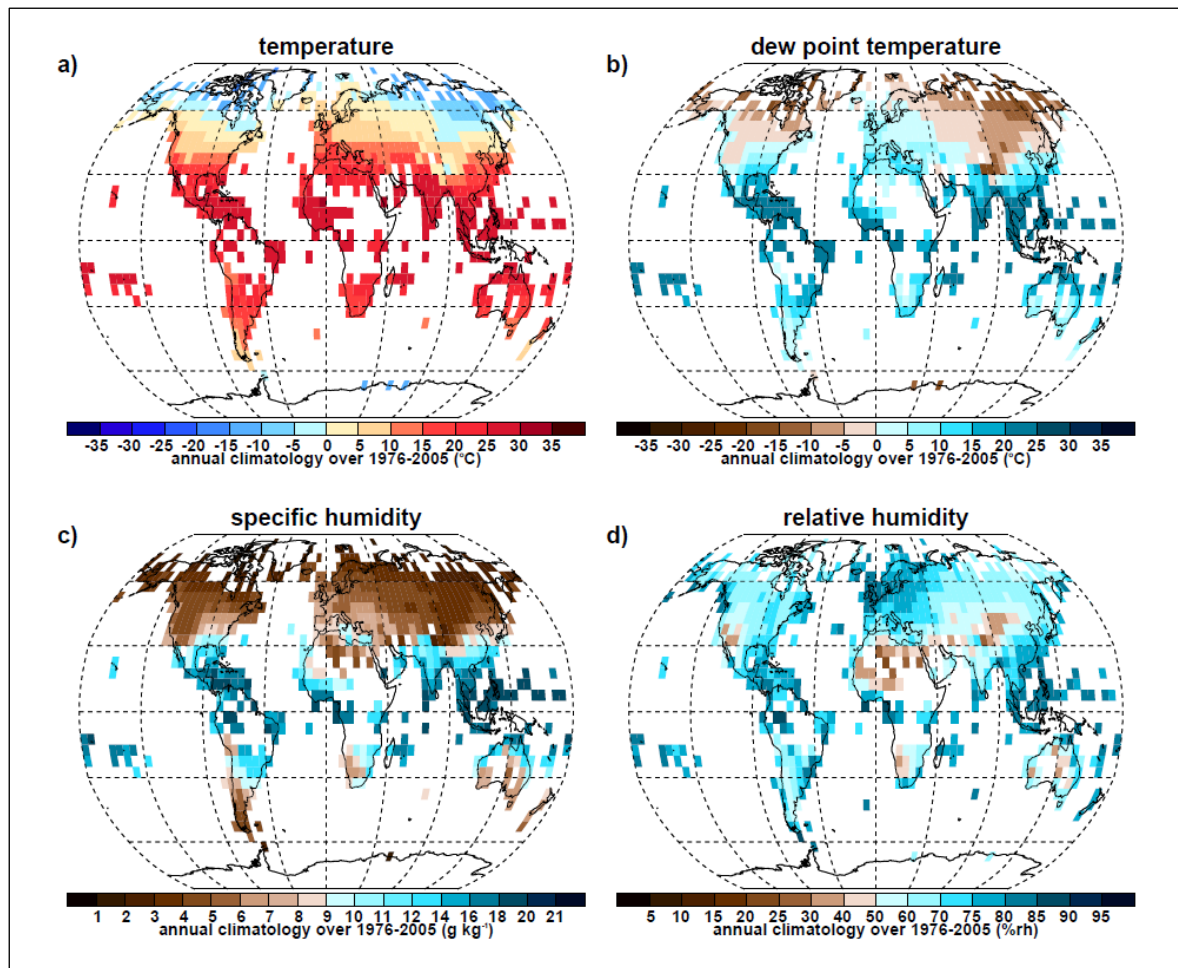 temperature
a)
-35 -30 -25 -20 -15 -10 -5 0 5 10 15 20 25 30 35
annual climatology over 1976-2005 (°C)
dew point temperature
b)
-35 -30 -25 -20 -15 -10 -5 0 5 10 15 20 25 30 35
annual climatology over 1976-2005 (°C)
specific humidity
c)
1 2 3 4 5 6 7 8 9 10 11 12 14 16 18 20 21
annual climatology over 1976-2005 (g kg⁻¹)
relative humidity
d)
5 10 15 20 25 30 40 50 60 70 75 80 85 90 95
annual climatology over 1976-2005 (%rh)